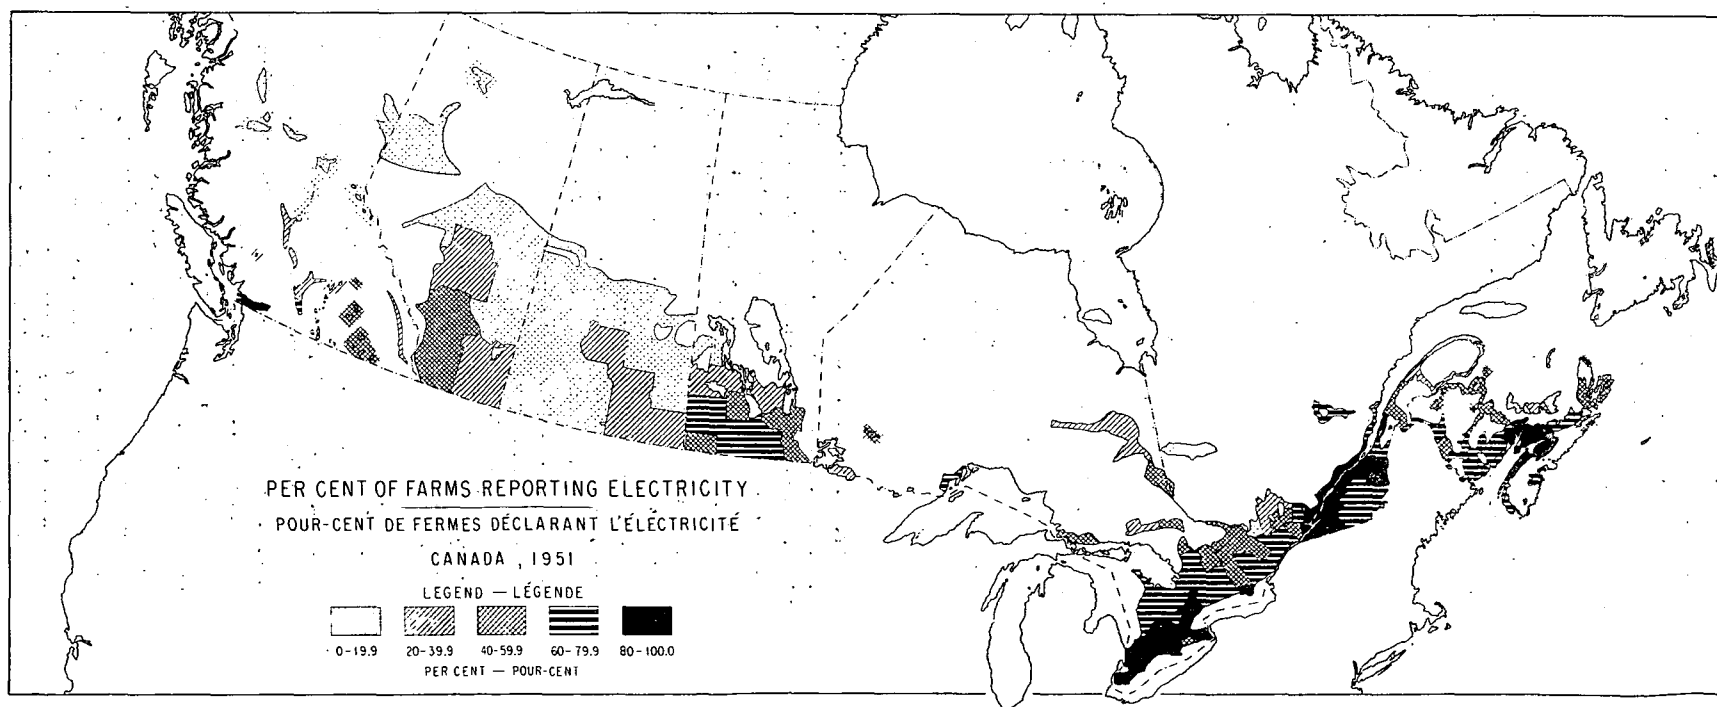 PER CENT OF FARMS REPORTING ELECTRICITY
POUR-CENT DE FERMES DÉCLARANT L'ÉLECTRICITÉ
CANADA, 1951
LEGEND — LÉGENDE
0-19.9 20-39.9 40-59.9 60-79.9 80-100.0
PER CENT — POUR-CENT